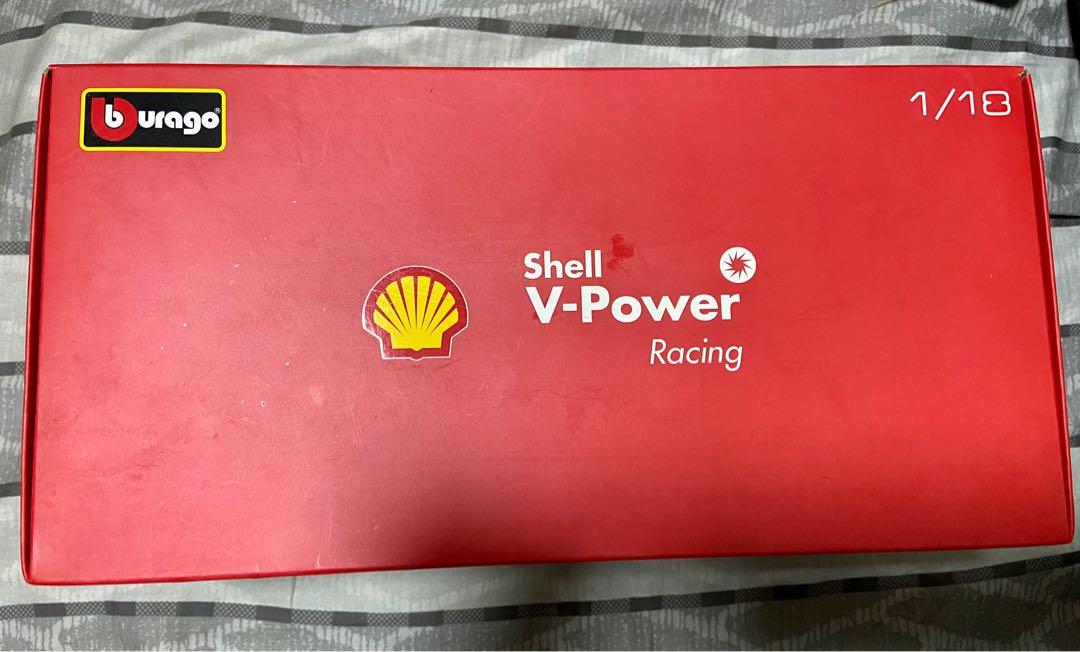 burago®
1/18
Shell
V-Power
Racing